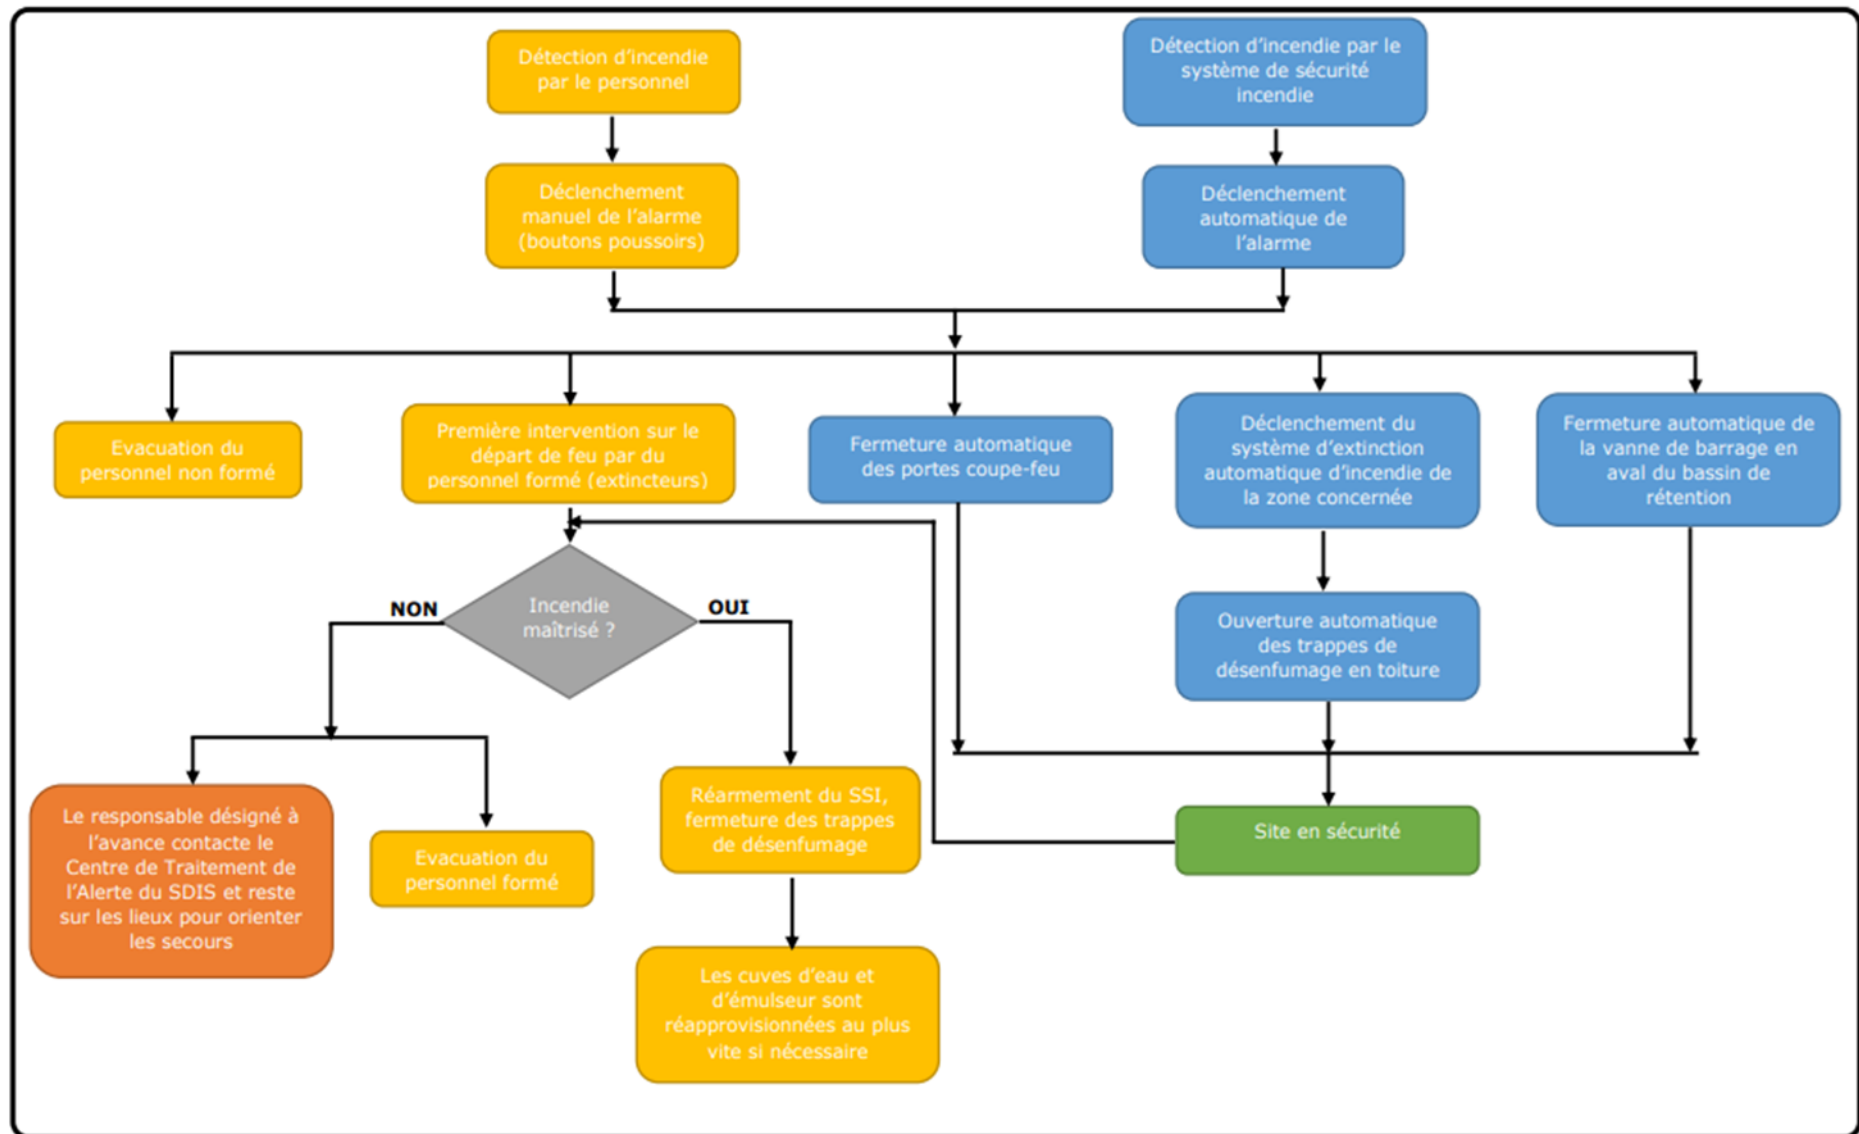 Détection d'incendie
par le personnel
Détection d'incendie par le
système de sécurité
incendie
Déclenchement
manuel de l'alarme
(boutons poussoirs)
Déclenchement
automatique de
l'alarme
Evacuation du
personnel non formé
Première intervention sur le
départ de feu par du
personnel formé (extincteurs)
Fermeture automatique
des portes coupe-feu
Déclenchement du
système d'extinction
automatique d'incendie de
la zone concernée
Fermeture automatique de
la vanne de barrage en
aval du bassin de
rétention
NON
Incendie
maîtrisé ?
OUI
Ouverture automatique
des trappes de
désenfumage en toiture
Le responsable désigné à
l'avance contacte le
Centre de Traitement de
l'Alerte du SDIS et reste
sur les lieux pour orienter
les secours
Evacuation du
personnel formé
Réarmement du SSI,
fermeture des trappes
de désenfumage
Site en sécurité
Les cuves d'eau et
d'émulseur sont
réapprovisionnées au plus
vite si nécessaire